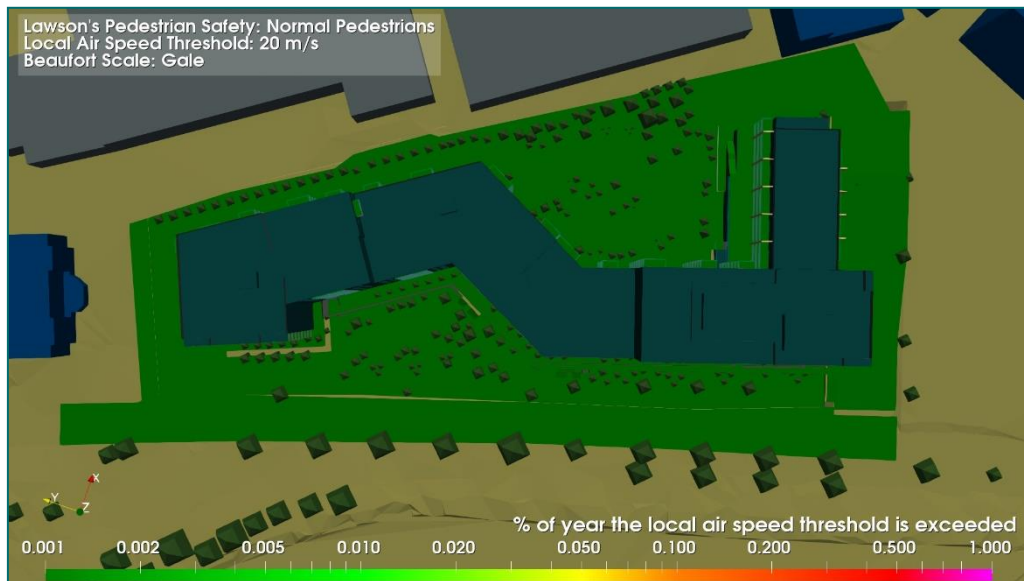 Lawson's Pedestrian Safety: Normal Pedestrians
Local Air Speed Threshold: 20 m/s
Beaufort Scale: Gale
X
Y
Z
% of year the local air speed threshold is exceeded
0.001 0.002 0.005 0.010 0.020 0.050 0.100 0.200 0.500 1.000